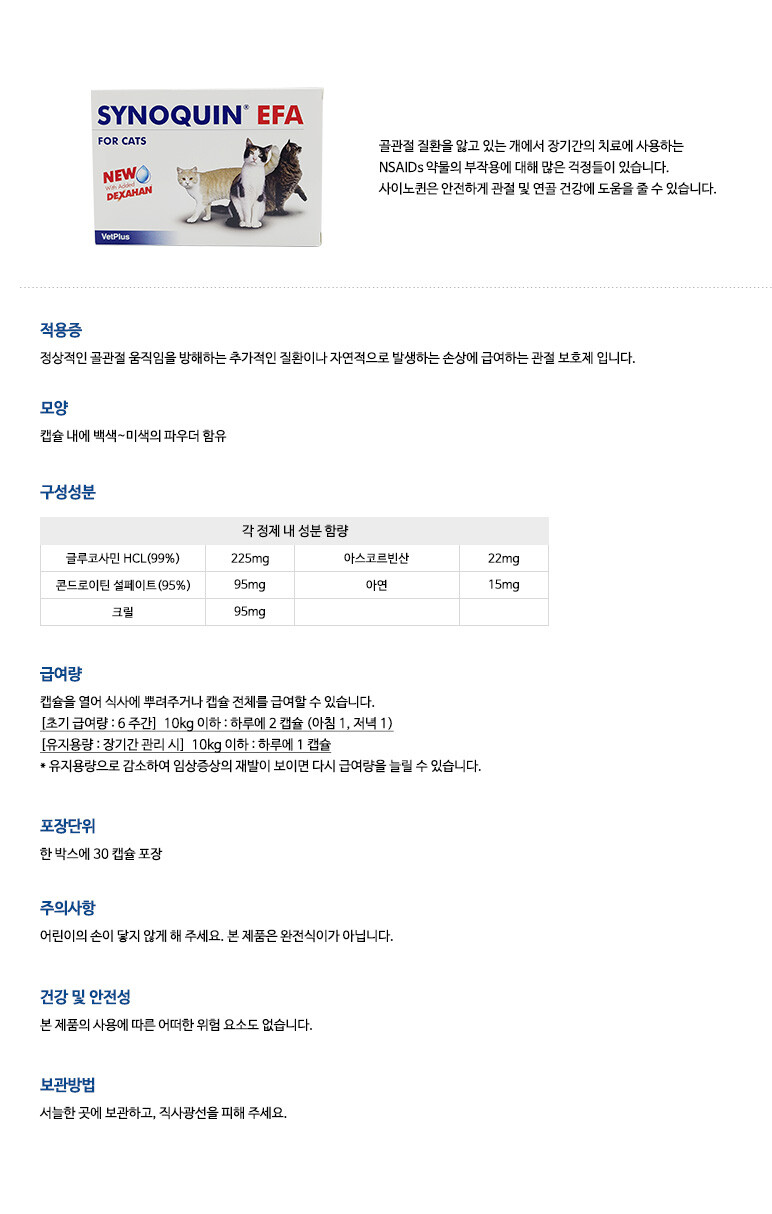 SYNOQUIN® EFA
FOR CATS
NEW
With Added
DEXAHAN
VetPlus
골관절 질환을 앓고 있는 개에서 장기간의 치료에 사용하는
NSAIDs 약물의 부작용에 대해 많은 걱정들이 있습니다.
사이노퀸은 안전하게 관절 및 연골 건강에 도움을 줄 수 있습니다.
적용증
정상적인 골관절 움직임을 방해하는 추가적인 질환이나 자연적으로 발생하는 손상에 급여하는 관절 보호제 입니다.
모양
캡슐 내에 백색~미색의 파우더 함유
구성성분
각 정제 내 성분 함량
글루코사민 HCL(99%) 225mg 아스코르빈산 22mg
콘드로이틴 설페이트(95%) 95mg 아연 15mg
크릴 95mg
급여량
캡슐을 열어 식사에 뿌려주거나 캡슐 전체를 급여할 수 있습니다.
[초기 급여량 : 6 주간] 10kg 이하 : 하루에 2 캡슐 (아침 1, 저녁 1)
[유지용량 : 장기간 관리 시] 10kg 이하 : 하루에 1 캡슐
* 유지용량으로 감소하여 임상증상의 재발이 보이면 다시 급여량을 늘릴 수 있습니다.
포장단위
한 박스에 30 캡슐 포장
주의사항
어린이의 손이 닿지 않게 해 주세요. 본 제품은 완전식이가 아닙니다.
건강 및 안전성
본 제품의 사용에 따른 어떠한 위험 요소도 없습니다.
보관방법
서늘한 곳에 보관하고, 직사광선을 피해 주세요.